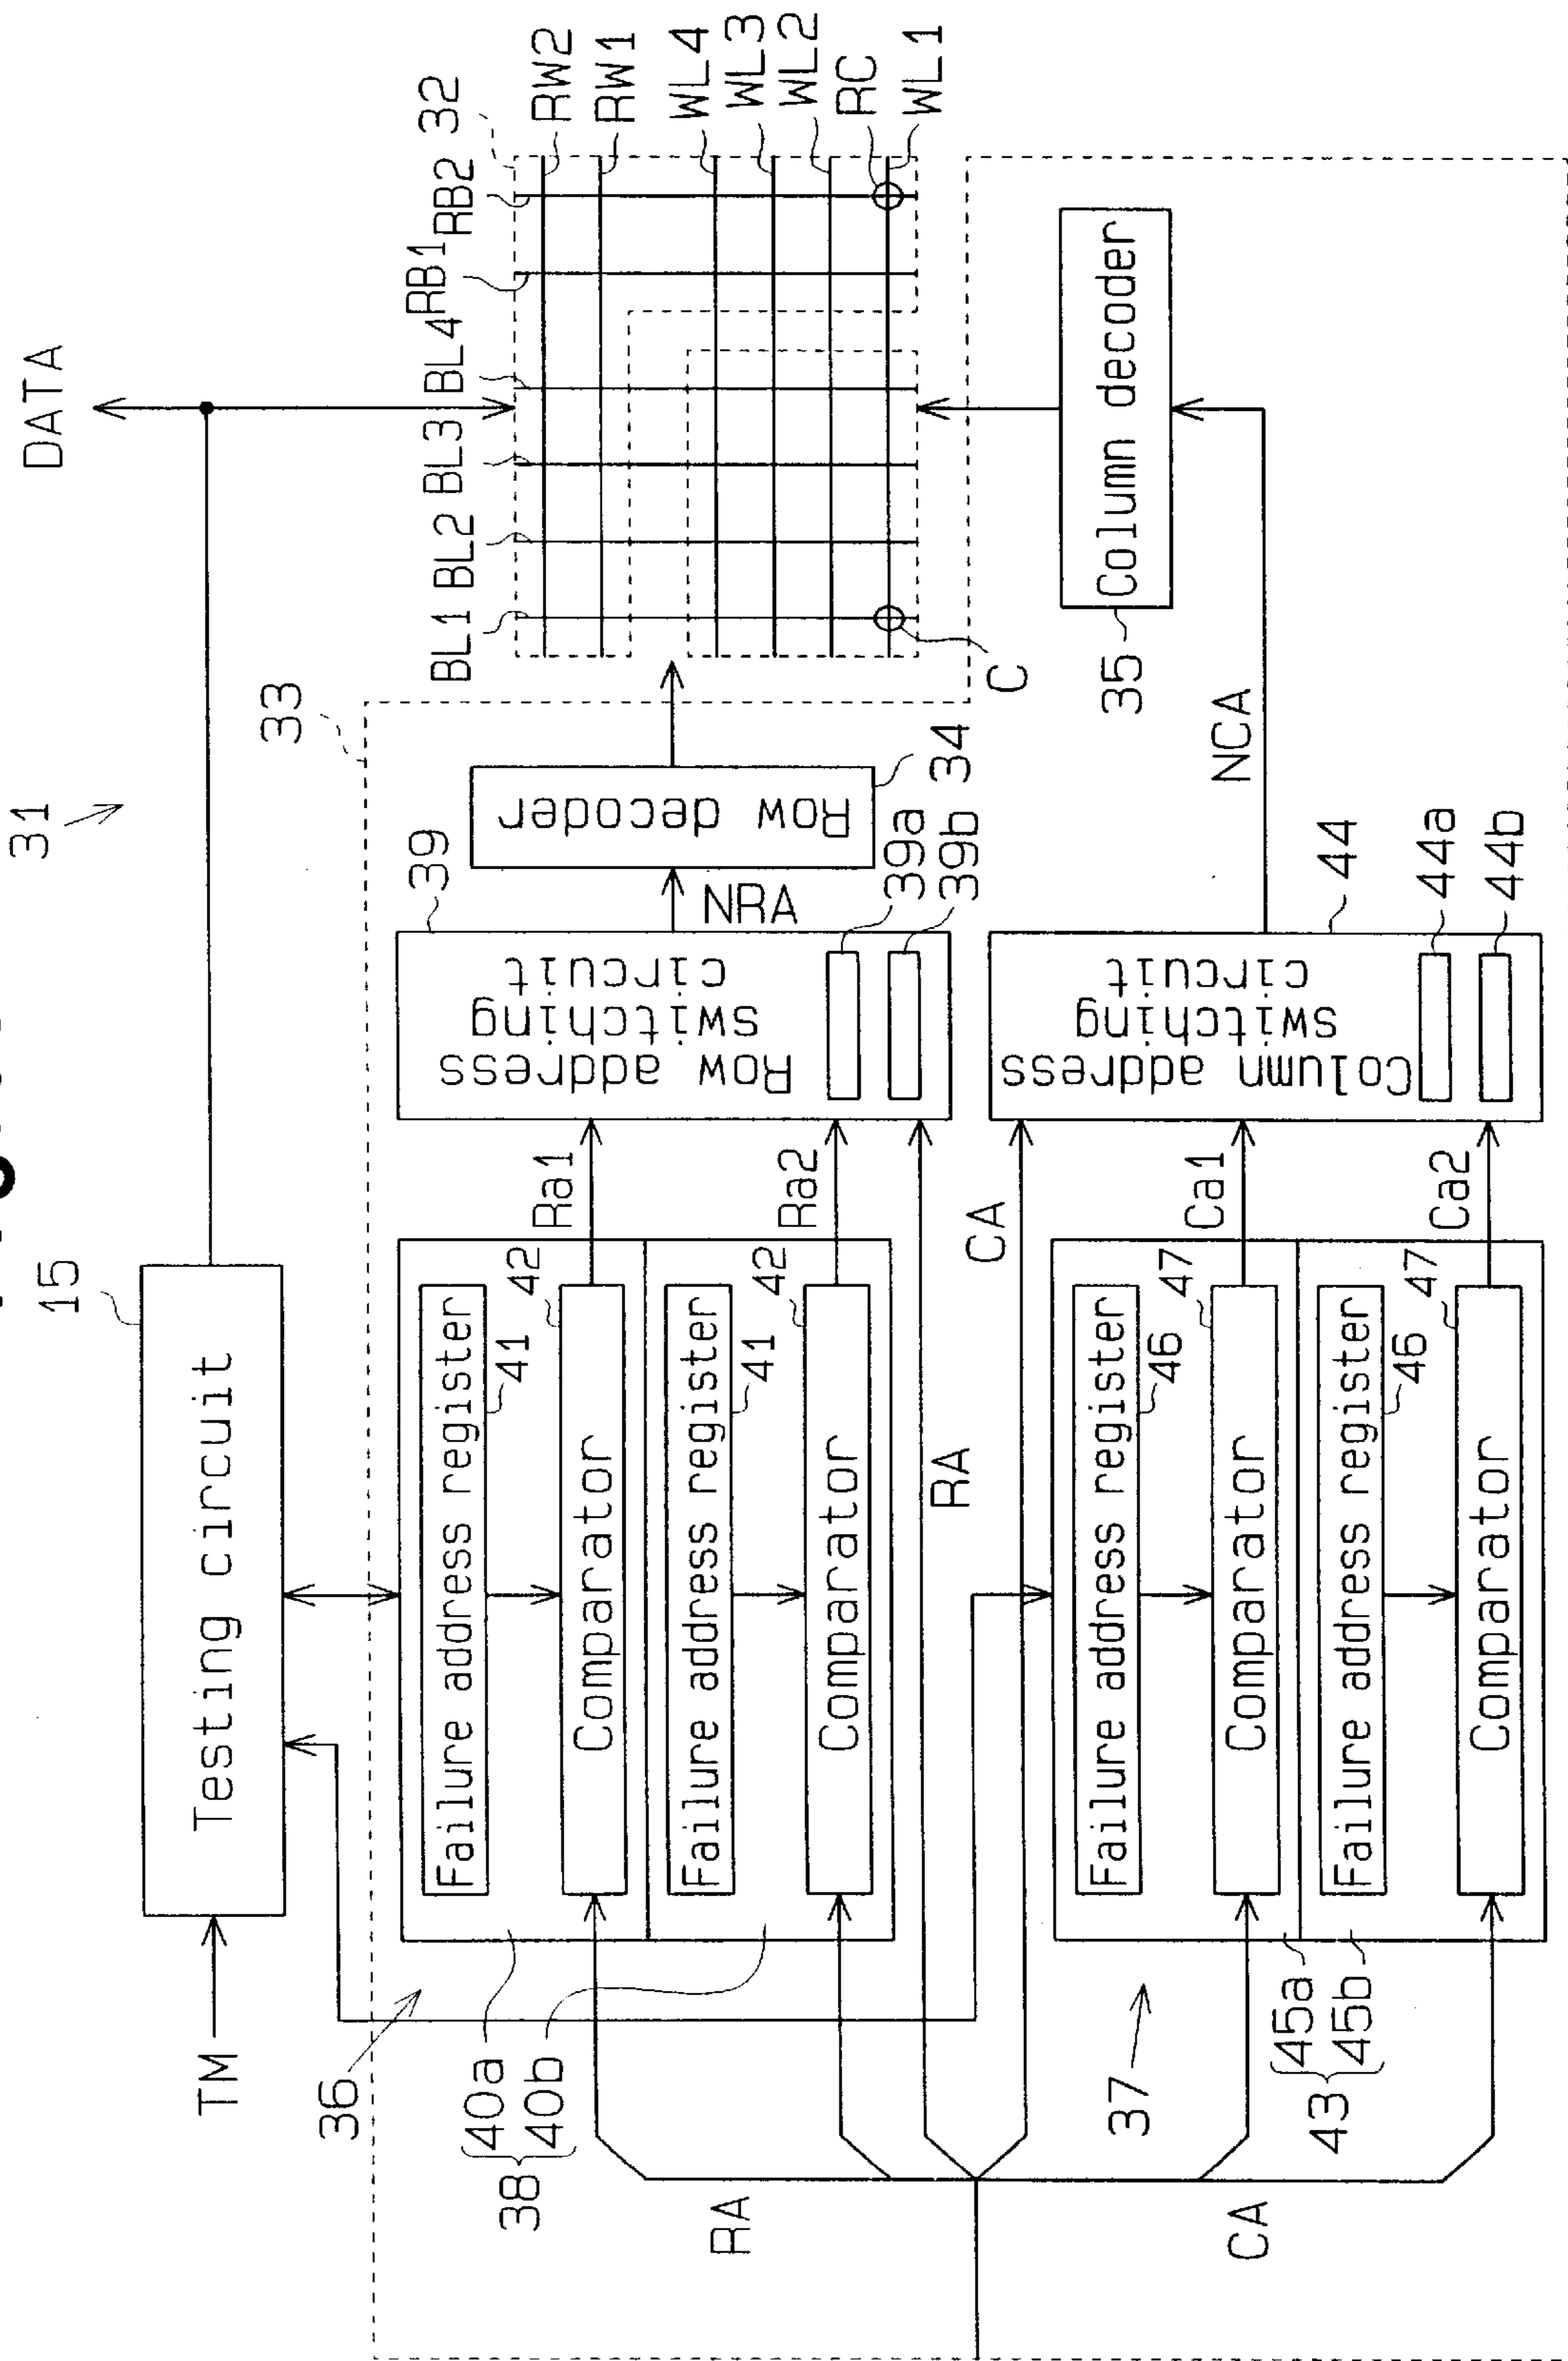 31
DATA
15
Testing circuit
TM
33
32
BL1
BL2
BL3
BL4
RB1
RB2
RW2
RW1
WL4
WL3
WL2
RC
WL1
C
36
40a
40b
38
Failure address register
41
42
Comparator
Failure address register
41
42
Comparator
Ra1
Ra2
RA
39
Row address
switching
circuit
39a
39b
NRA
Row decoder
34
RA
CA
CA
37
45a
45b
43
Failure address register
46
47
Comparator
Failure address register
46
47
Comparator
Ca1
Ca2
Column address
switching
circuit
44
44a
44b
NCA
Column decoder
35